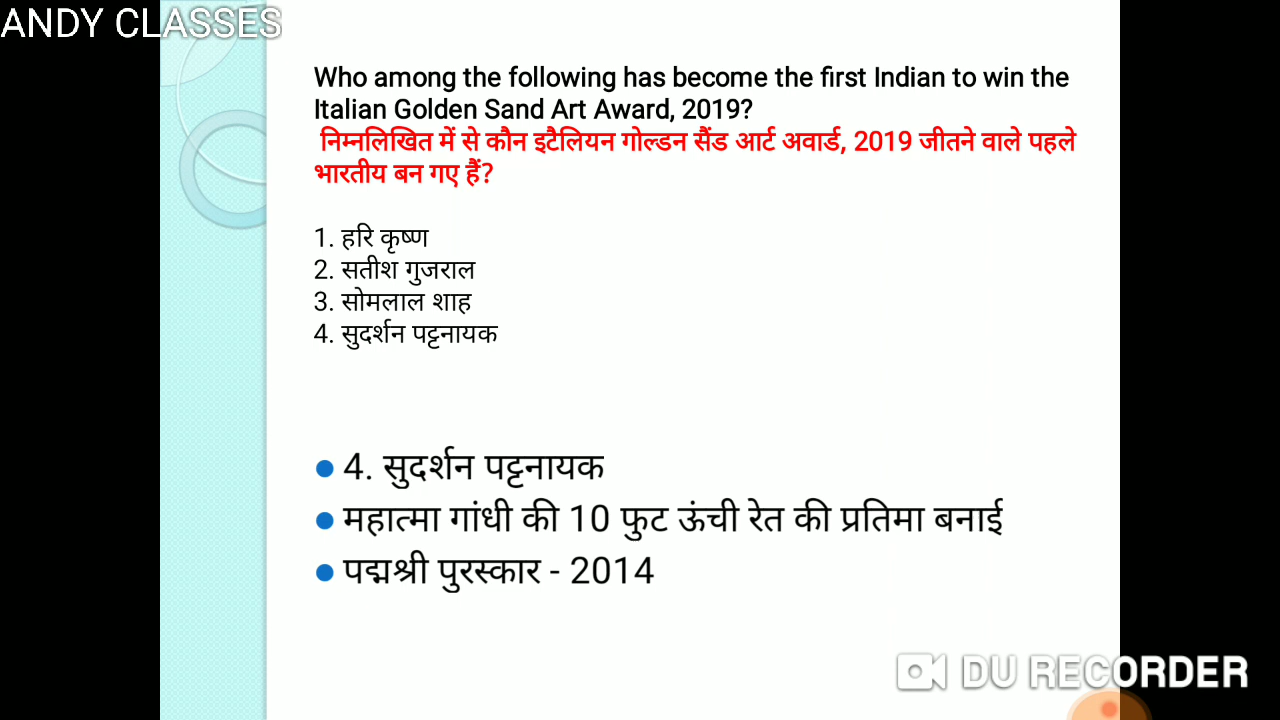 ANDY CLASSES
Who among the following has become the first Indian to win the
Italian Golden Sand Art Award, 2019?
निम्नलिखित में से कौन इटैलियन गोल्डन सैंड आर्ट अवार्ड, 2019 जीतने वाले पहले
भारतीय बन गए हैं?
1. हरि कृष्ण
2. सतीश गुजराल
3. सोमलाल शाह
4. सुदर्शन पट्टनायक
4. सुदर्शन पट्टनायक
महात्मा गांधी की 10 फुट ऊंची रेत की प्रतिमा बनाई
पद्मश्री पुरस्कार - 2014
DU RECORDER